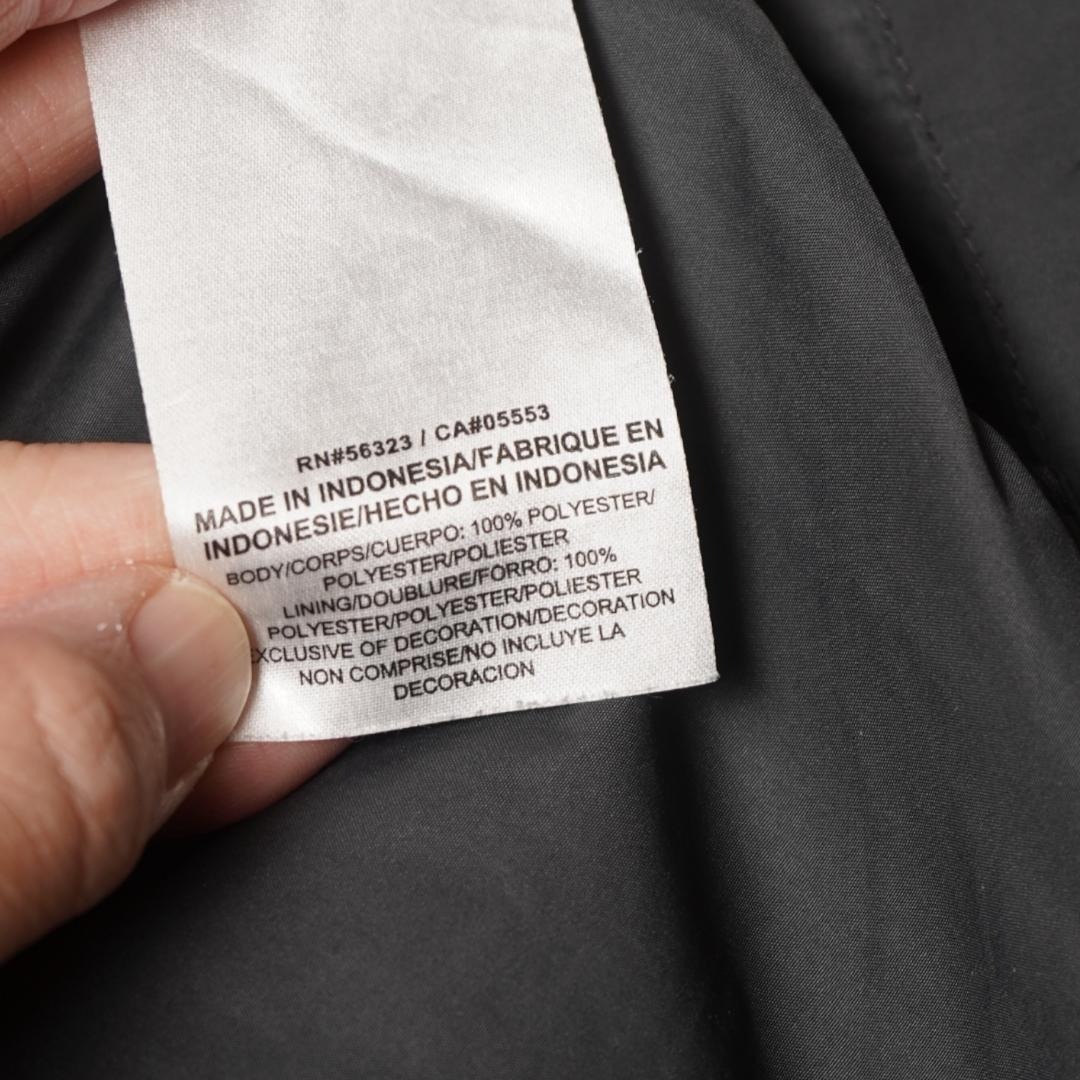 RN#56323 / CA#05553
MADE IN INDONESIA/FABRIQUE EN
INDONESIE/HECHO EN INDONESIA
BODY/CORPS/CUERPO: 100% POLYESTER/
POLYESTER/POLIESTER
LINING/DOUBLURE/FORRO: 100%
POLYESTER/POLYESTER/POLIESTER
EXCLUSIVE OF DECORATION/DECORATION
NON COMPRISE/NO INCLUYE LA
DECORACION